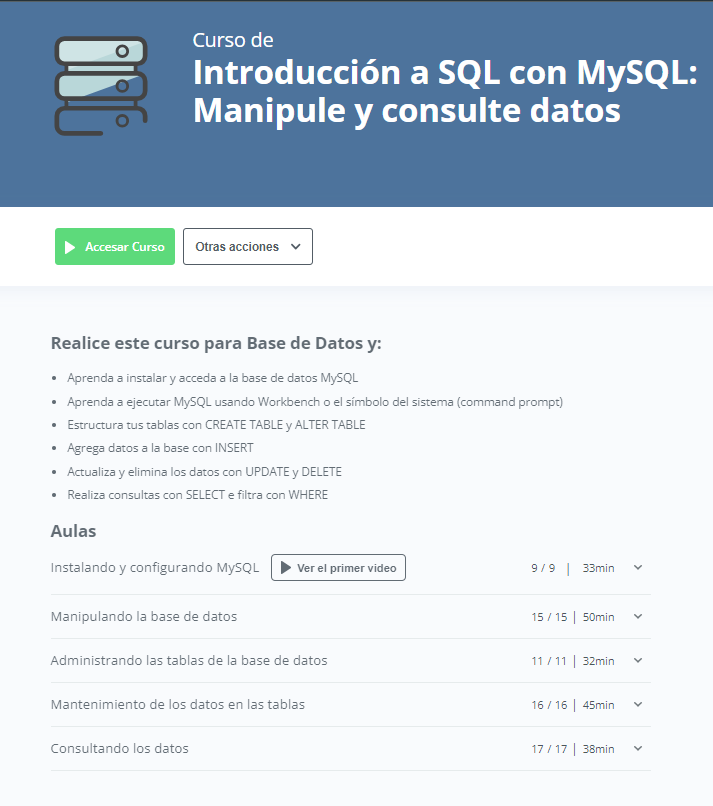 Curso de
Introducción a SQL con MySQL:
Manipule y consulte datos
Accesar Curso
Otras acciones
Realice este curso para Base de Datos y:
Aprenda a instalar y acceda a la base de datos MySQL
Aprenda a ejecutar MySQL usando Workbench o el símbolo del sistema (command prompt)
Estructura tus tablas con CREATE TABLE y ALTER TABLE
Agrega datos a la base con INSERT
Actualiza y elimina los datos con UPDATE y DELETE
Realiza consultas con SELECT e filtra con WHERE
Aulas
Instalando y configurando MySQL Ver el primer video 9 / 9 | 33min
Manipulando la base de datos 15 / 15 | 50min
Administrando las tablas de la base de datos 11 / 11 | 32min
Mantenimiento de los datos en las tablas 16 / 16 | 45min
Consultando los datos 17 / 17 | 38min